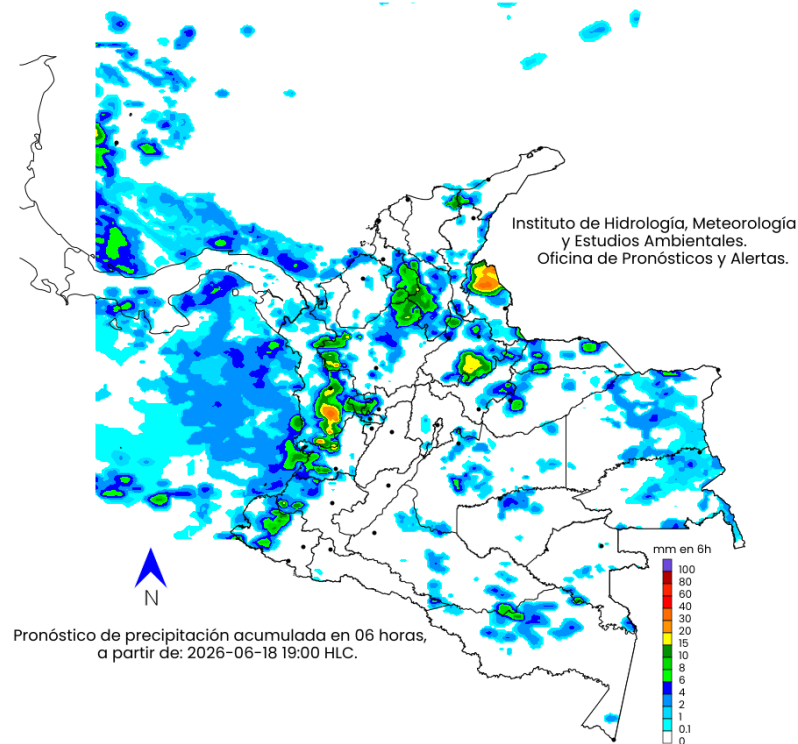 Instituto de Hidrología, Meteorología
y Estudios Ambientales.
Oficina de Pronósticos y Alertas.
mm en 6h
100
80
60
40
30
20
15
10
8
6
4
2
1
0.1
0
N
Pronóstico de precipitación acumulada en 06 horas,
a partir de: 2026-06-18 19:00 HLC.